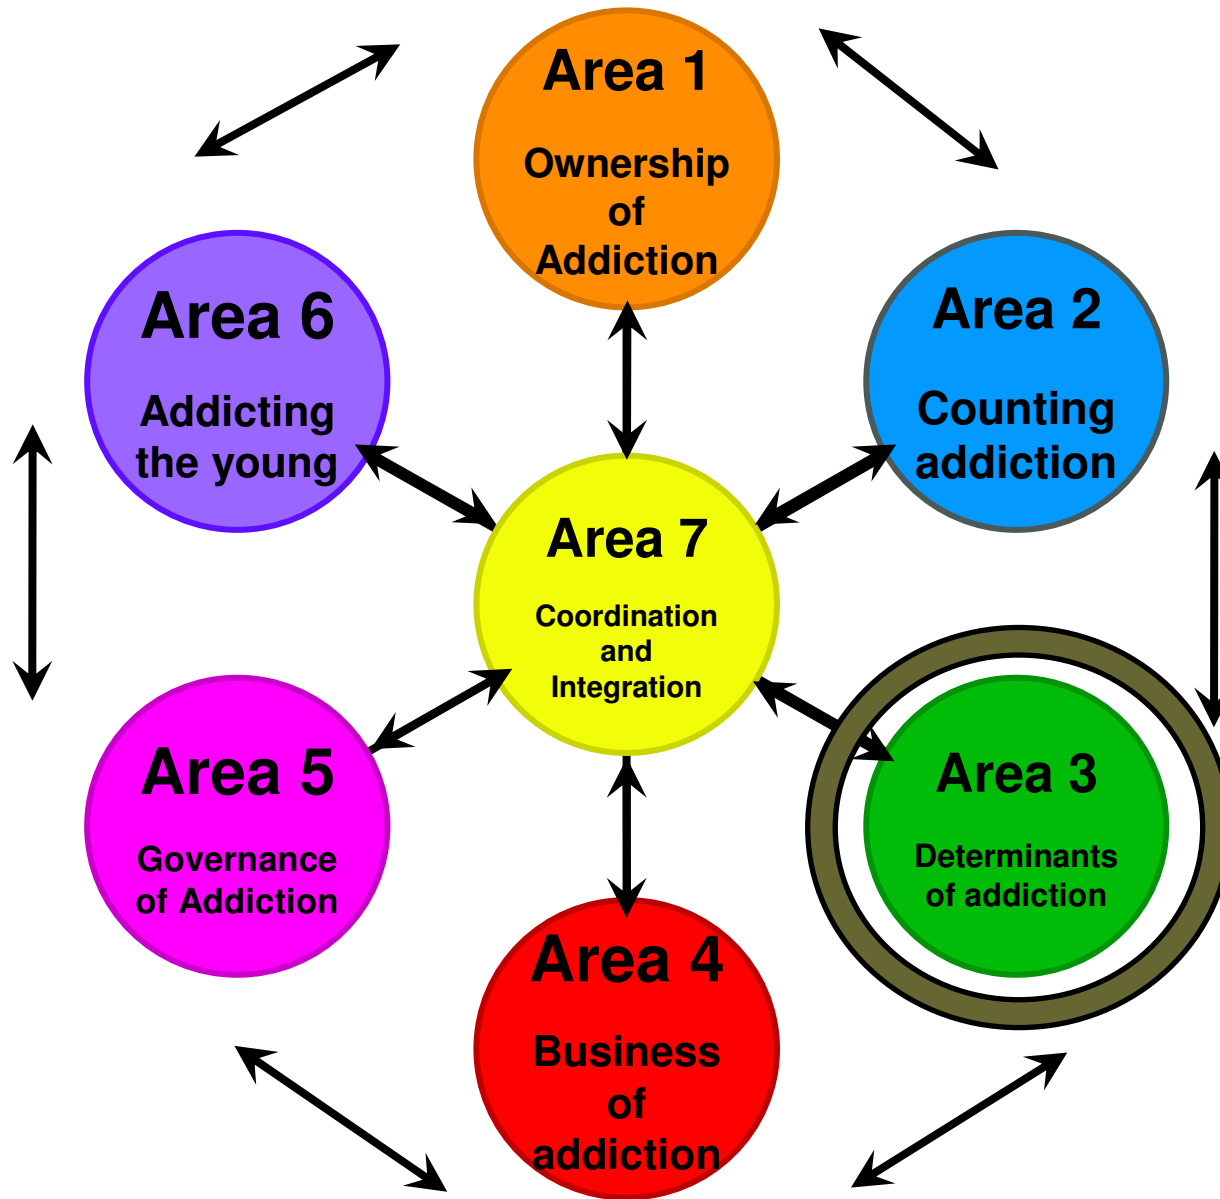 Area 1
Ownership
of
Addiction
Area 6
Addicting
the young
Area 2
Counting
addiction
Area 7
Coordination
and
Integration
Area 5
Governance
of Addiction
Area 3
Determinants
of addiction
Area 4
Business
of
addiction